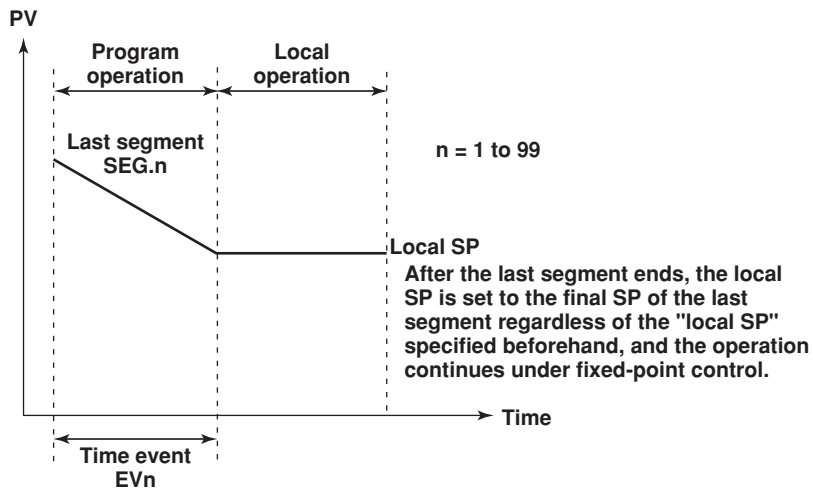 PV
Program
operation
Local
operation
Last segment
SEG.n
n = 1 to 99
Local SP
After the last segment ends, the local
SP is set to the final SP of the last
segment regardless of the "local SP"
specified beforehand, and the operation
continues under fixed-point control.
Time
Time event
EVn